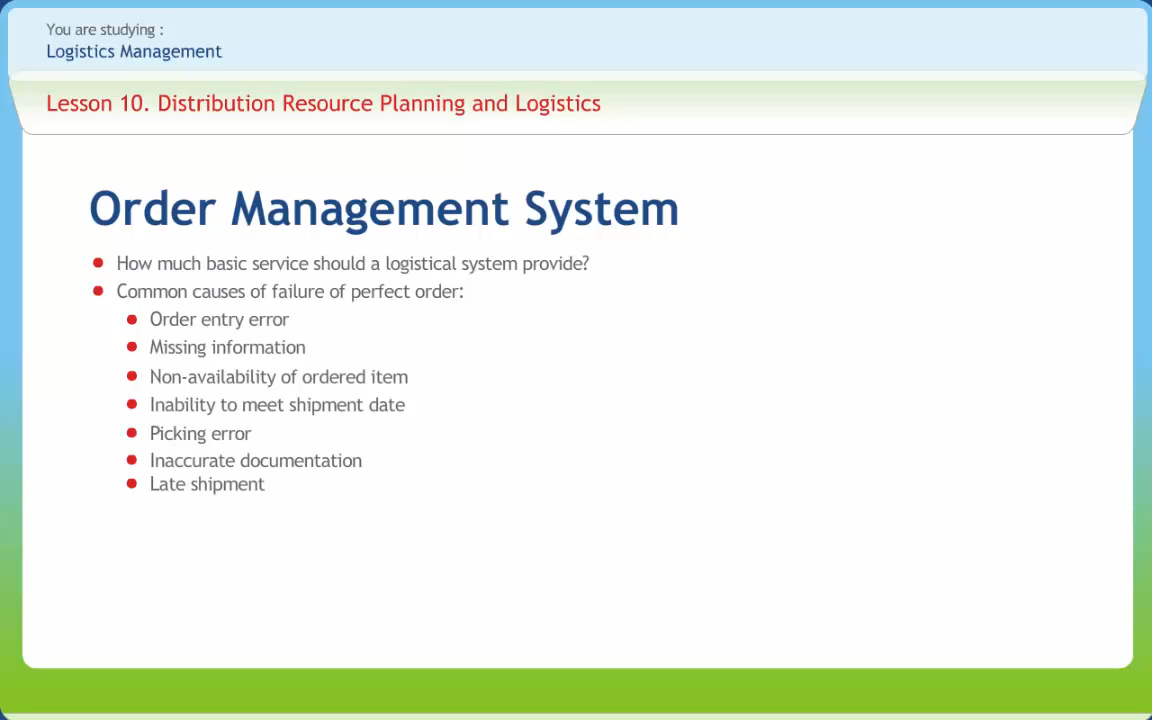 You are studying :
Logistics Management
Lesson 10. Distribution Resource Planning and Logistics
Order Management System
How much basic service should a logistical system provide?
Common causes of failure of perfect order:
Order entry error
Missing information
Non-availability of ordered item
Inability to meet shipment date
Picking error
Inaccurate documentation
Late shipment